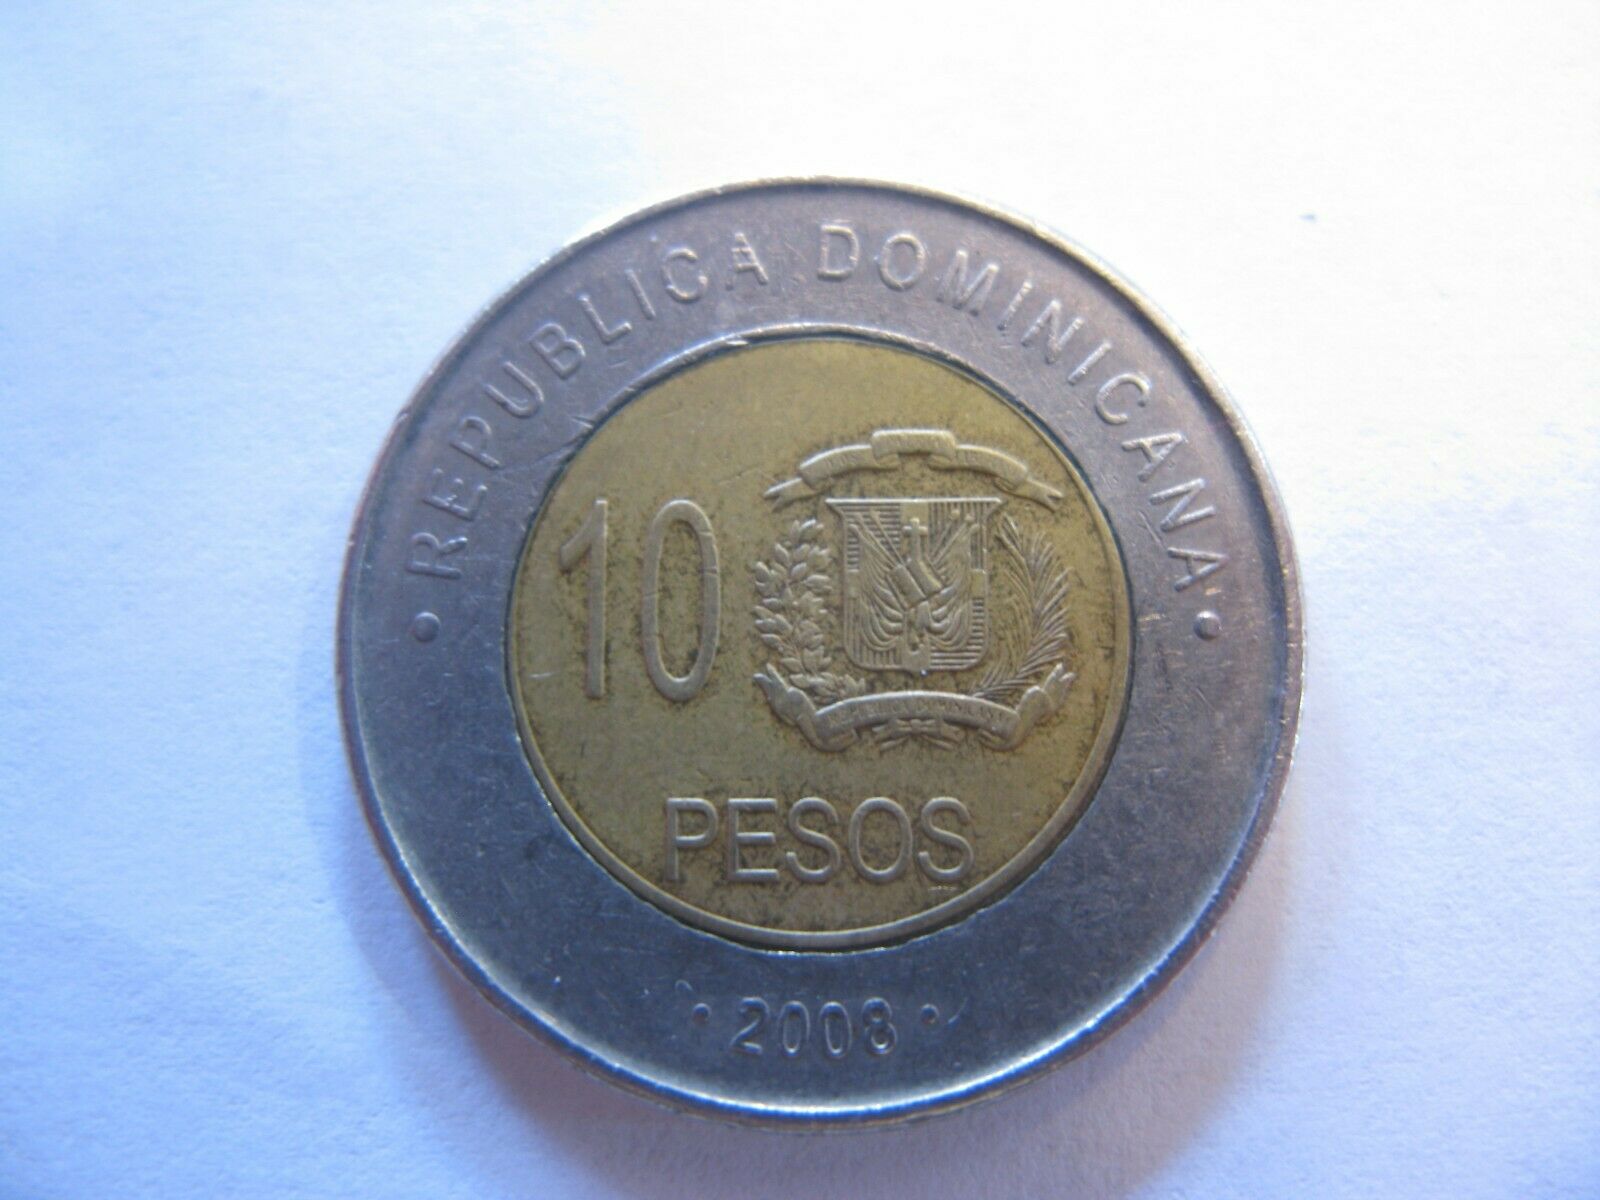 · REPUBLICA DOMINICANA ·
10
PESOS
· 2008 ·